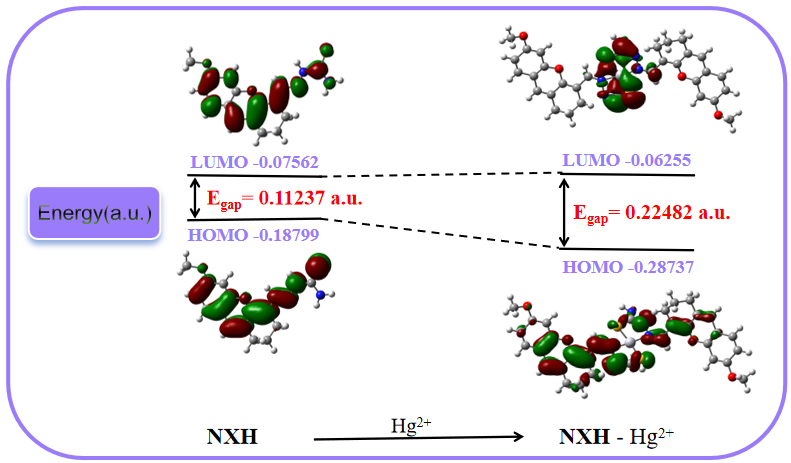 LUMO -0.07562
LUMO -0.06255
Energy(a.u.)
Egap= 0.11237 a.u.
Egap= 0.22482 a.u.
HOMO -0.18799
HOMO -0.28737
NXH
Hg2+
NXH - Hg2+